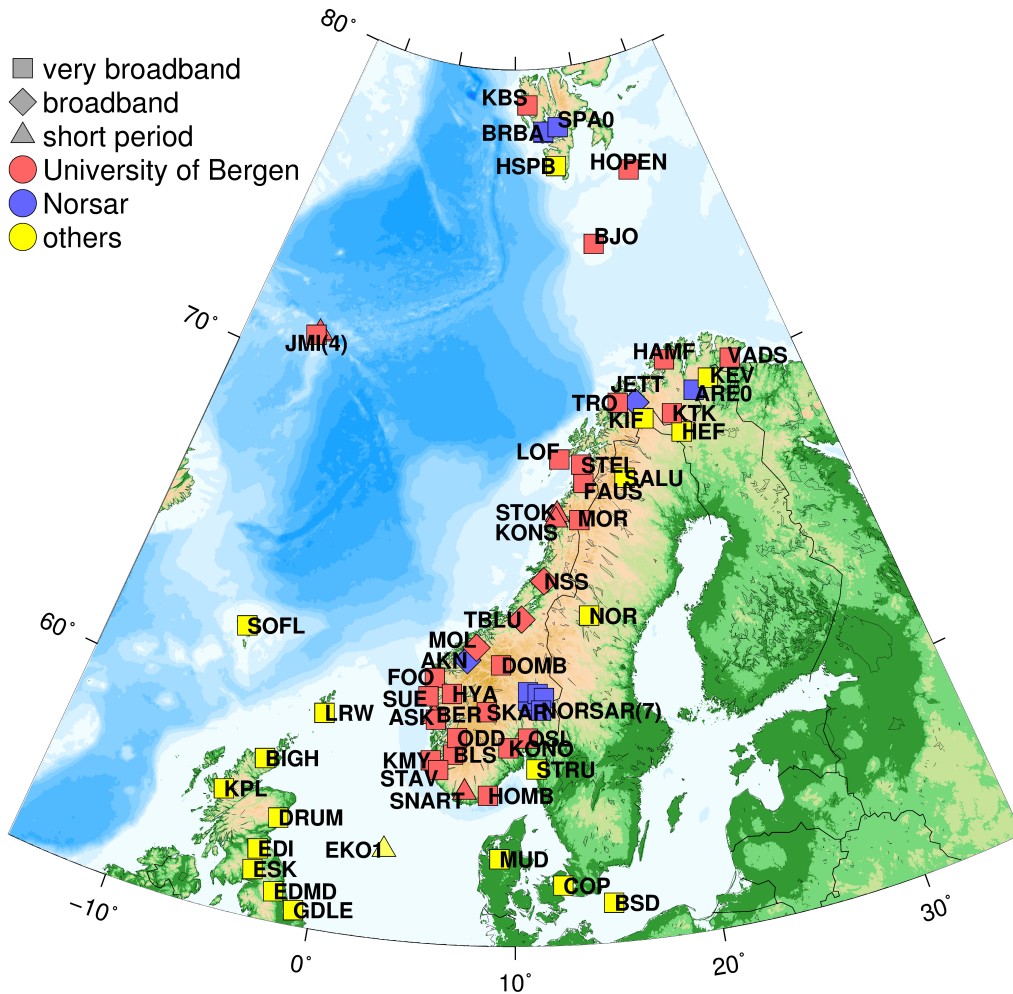 80°
very broadband
broadband
short period
University of Bergen
Norsar
others
KBS
SPA0
BRBA
HSPB
HOPEN
BJO
70°
JMI(4)
HAMF
VADS
KEV
JETT
ARE0
TRO
KTK
KIF
HEF
LOF
STEI
SALU
FAUS
STOK
MOR
KONS
NSS
NOR
TBLU
60°
SOFL
MOL
AKN
DOMB
FOO
HYA
SUE
LRW
ASK
BER
SKAR
NORSAR(7)
ODD
OSL
KONO
BLS
KMY
BIGH
STRU
STAV
KPL
SNART
HOMB
DRUM
EDI
EKO1
MUD
ESK
COP
EDMD
BSD
GDLE
−10°
0°
10°
20°
30°